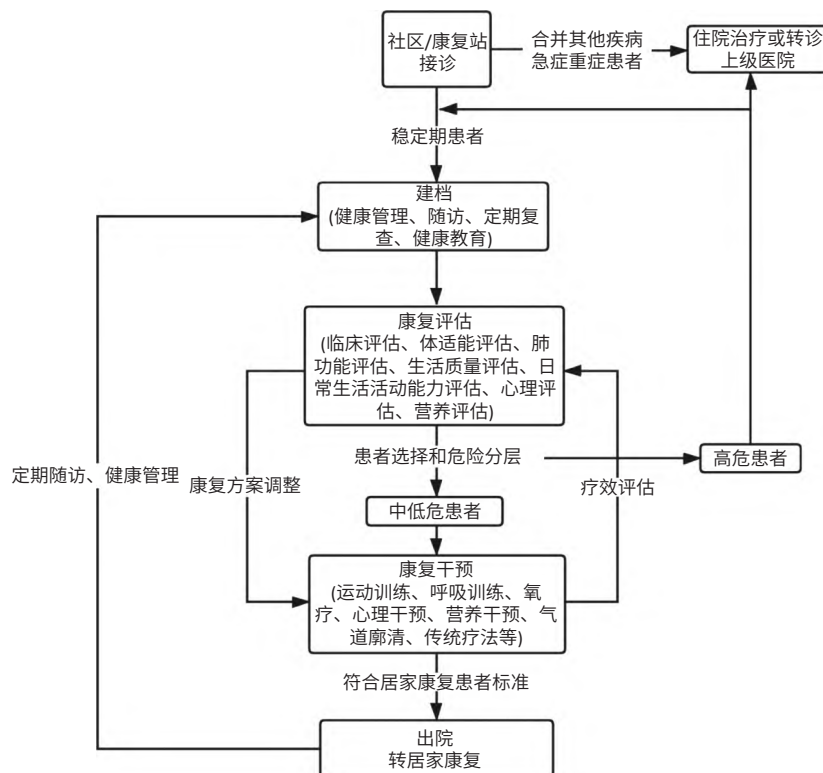 社区/康复站
接诊
合并其他疾病
急症重症患者
住院治疗或转诊
上级医院
稳定期患者
建档
(健康管理、随访、定期复
查、健康教育)
康复评估
(临床评估、体适能评估、肺
功能评估、生活质量评估、日
常生活活动能力评估、心理评
估、营养评估)
患者选择和危险分层
高危患者
定期随访、健康管理
康复方案调整
疗效评估
中低危患者
康复干预
(运动训练、呼吸训练、氧
疗、心理干预、营养干预、气
道廓清、传统疗法等)
符合居家康复患者标准
出院
转居家康复